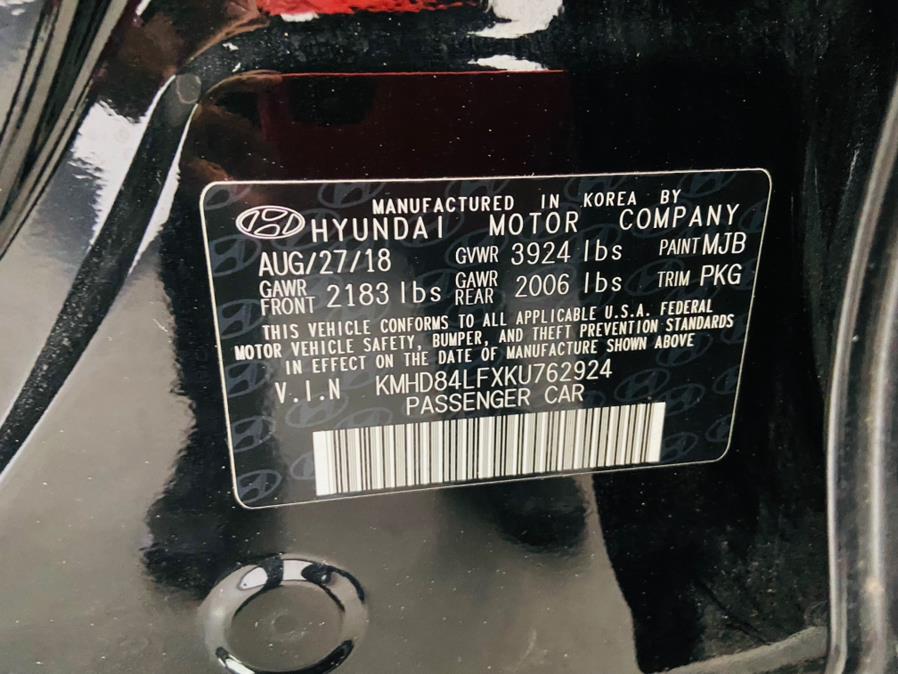 MANUFACTURED IN KOREA BY
HYUNDAI MOTOR COMPANY
AUG/27/18 GVWR 3924 lbs PAINT MJB
GAWR FRONT 2183 lbs GAWR REAR 2006 lbs TRIM PKG
THIS VEHICLE CONFORMS TO ALL APPLICABLE U.S.A. FEDERAL
MOTOR VEHICLE SAFETY, BUMPER, AND THEFT PREVENTION STANDARDS
IN EFFECT ON THE DATE OF MANUFACTURE SHOWN ABOVE
V.I.N KMHD84LFXKU762924
PASSENGER CAR